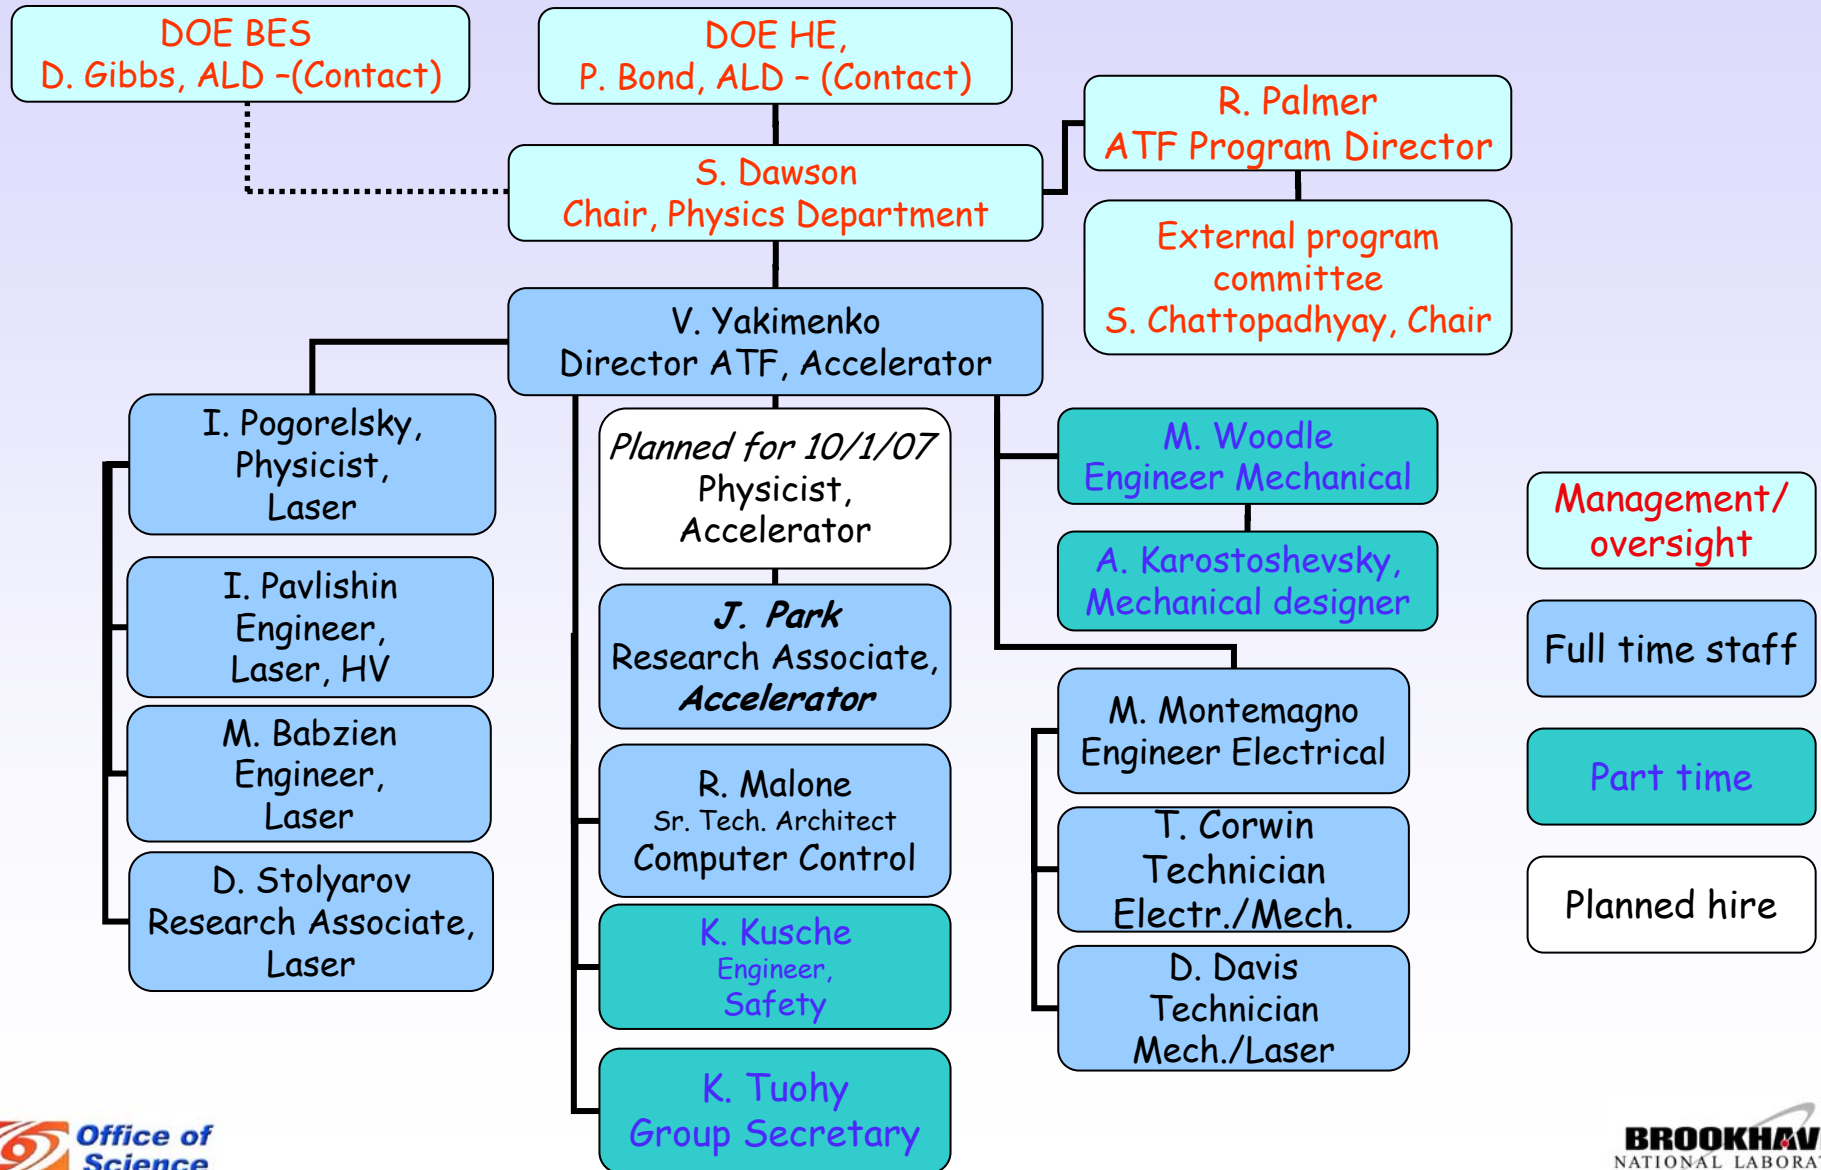 DOE BES
D. Gibbs, ALD –(Contact)
DOE HE,
P. Bond, ALD – (Contact)
R. Palmer
ATF Program Director
S. Dawson
Chair, Physics Department
External program
committee
S. Chattopadhyay, Chair
V. Yakimenko
Director ATF, Accelerator
I. Pogorelsky,
Physicist,
Laser
I. Pavlishin
Engineer,
Laser, HV
M. Babzien
Engineer,
Laser
D. Stolyarov
Research Associate,
Laser
Planned for 10/1/07
Physicist,
Accelerator
J. Park
Research Associate,
Accelerator
R. Malone
Sr. Tech. Architect
Computer Control
K. Kusche
Engineer,
Safety
K. Tuohy
Group Secretary
M. Woodle
Engineer Mechanical
A. Karostoshevsky,
Mechanical designer
M. Montemagno
Engineer Electrical
T. Corwin
Technician
Electr./Mech.
D. Davis
Technician
Mech./Laser
Management/
oversight
Full time staff
Part time
Planned hire
Office of
Science
BROOKHAV
NATIONAL LABORAT